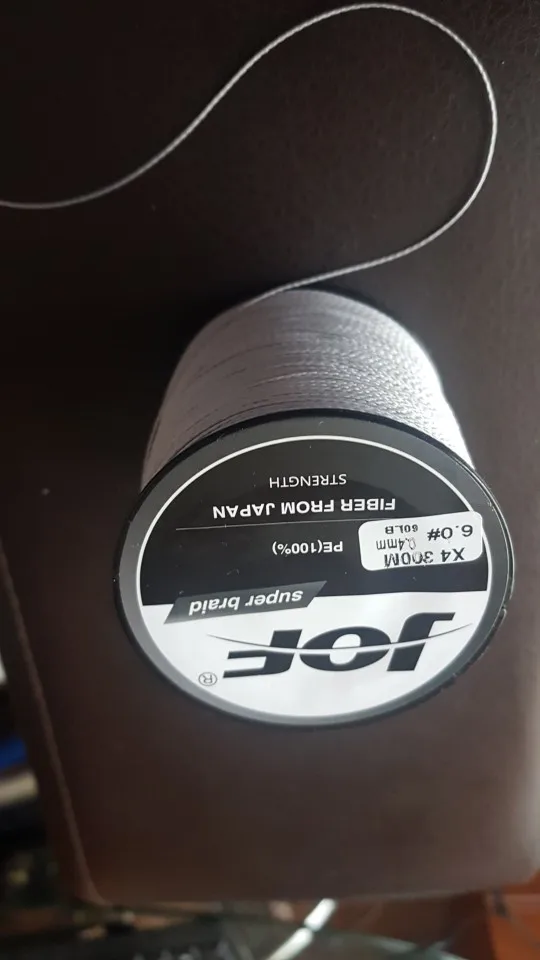 JOF®
super braid
PE(100%)
X4 300M
0.4mm
6.0# 60LB
FIBER FROM JAPAN
STRENGTH